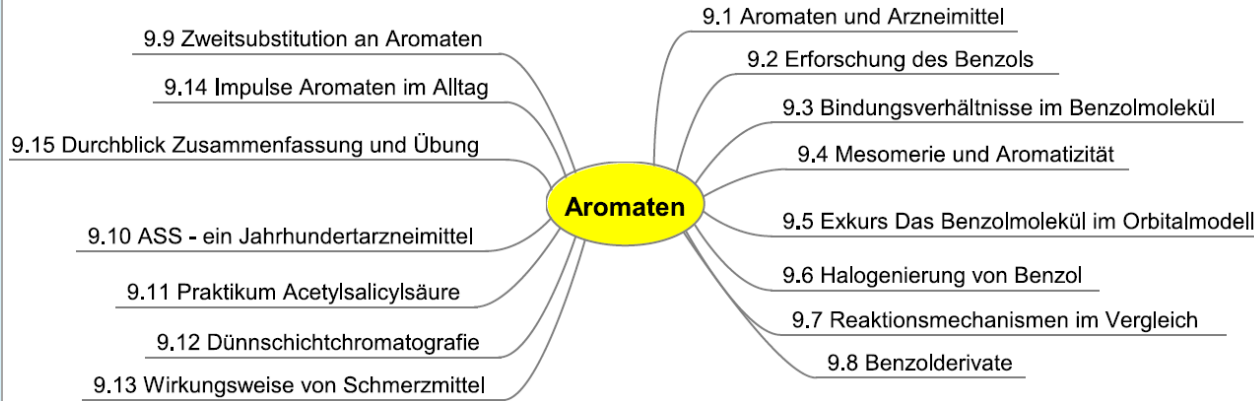 9.1 Aromaten und Arzneimittel
9.2 Erforschung des Benzols
9.3 Bindungsverhältnisse im Benzolmolekül
9.4 Mesomerie und Aromatizität
9.5 Exkurs Das Benzolmolekül im Orbitalmodell
9.6 Halogenierung von Benzol
9.7 Reaktionsmechanismen im Vergleich
9.8 Benzolderivate
Aromaten
9.9 Zweitsubstitution an Aromaten
9.14 Impulse Aromaten im Alltag
9.15 Durchblick Zusammenfassung und Übung
9.10 ASS - ein Jahrhundertarzneimittel
9.11 Praktikum Acetylsalicylsäure
9.12 Dünnschichtchromatografie
9.13 Wirkungsweise von Schmerzmittel